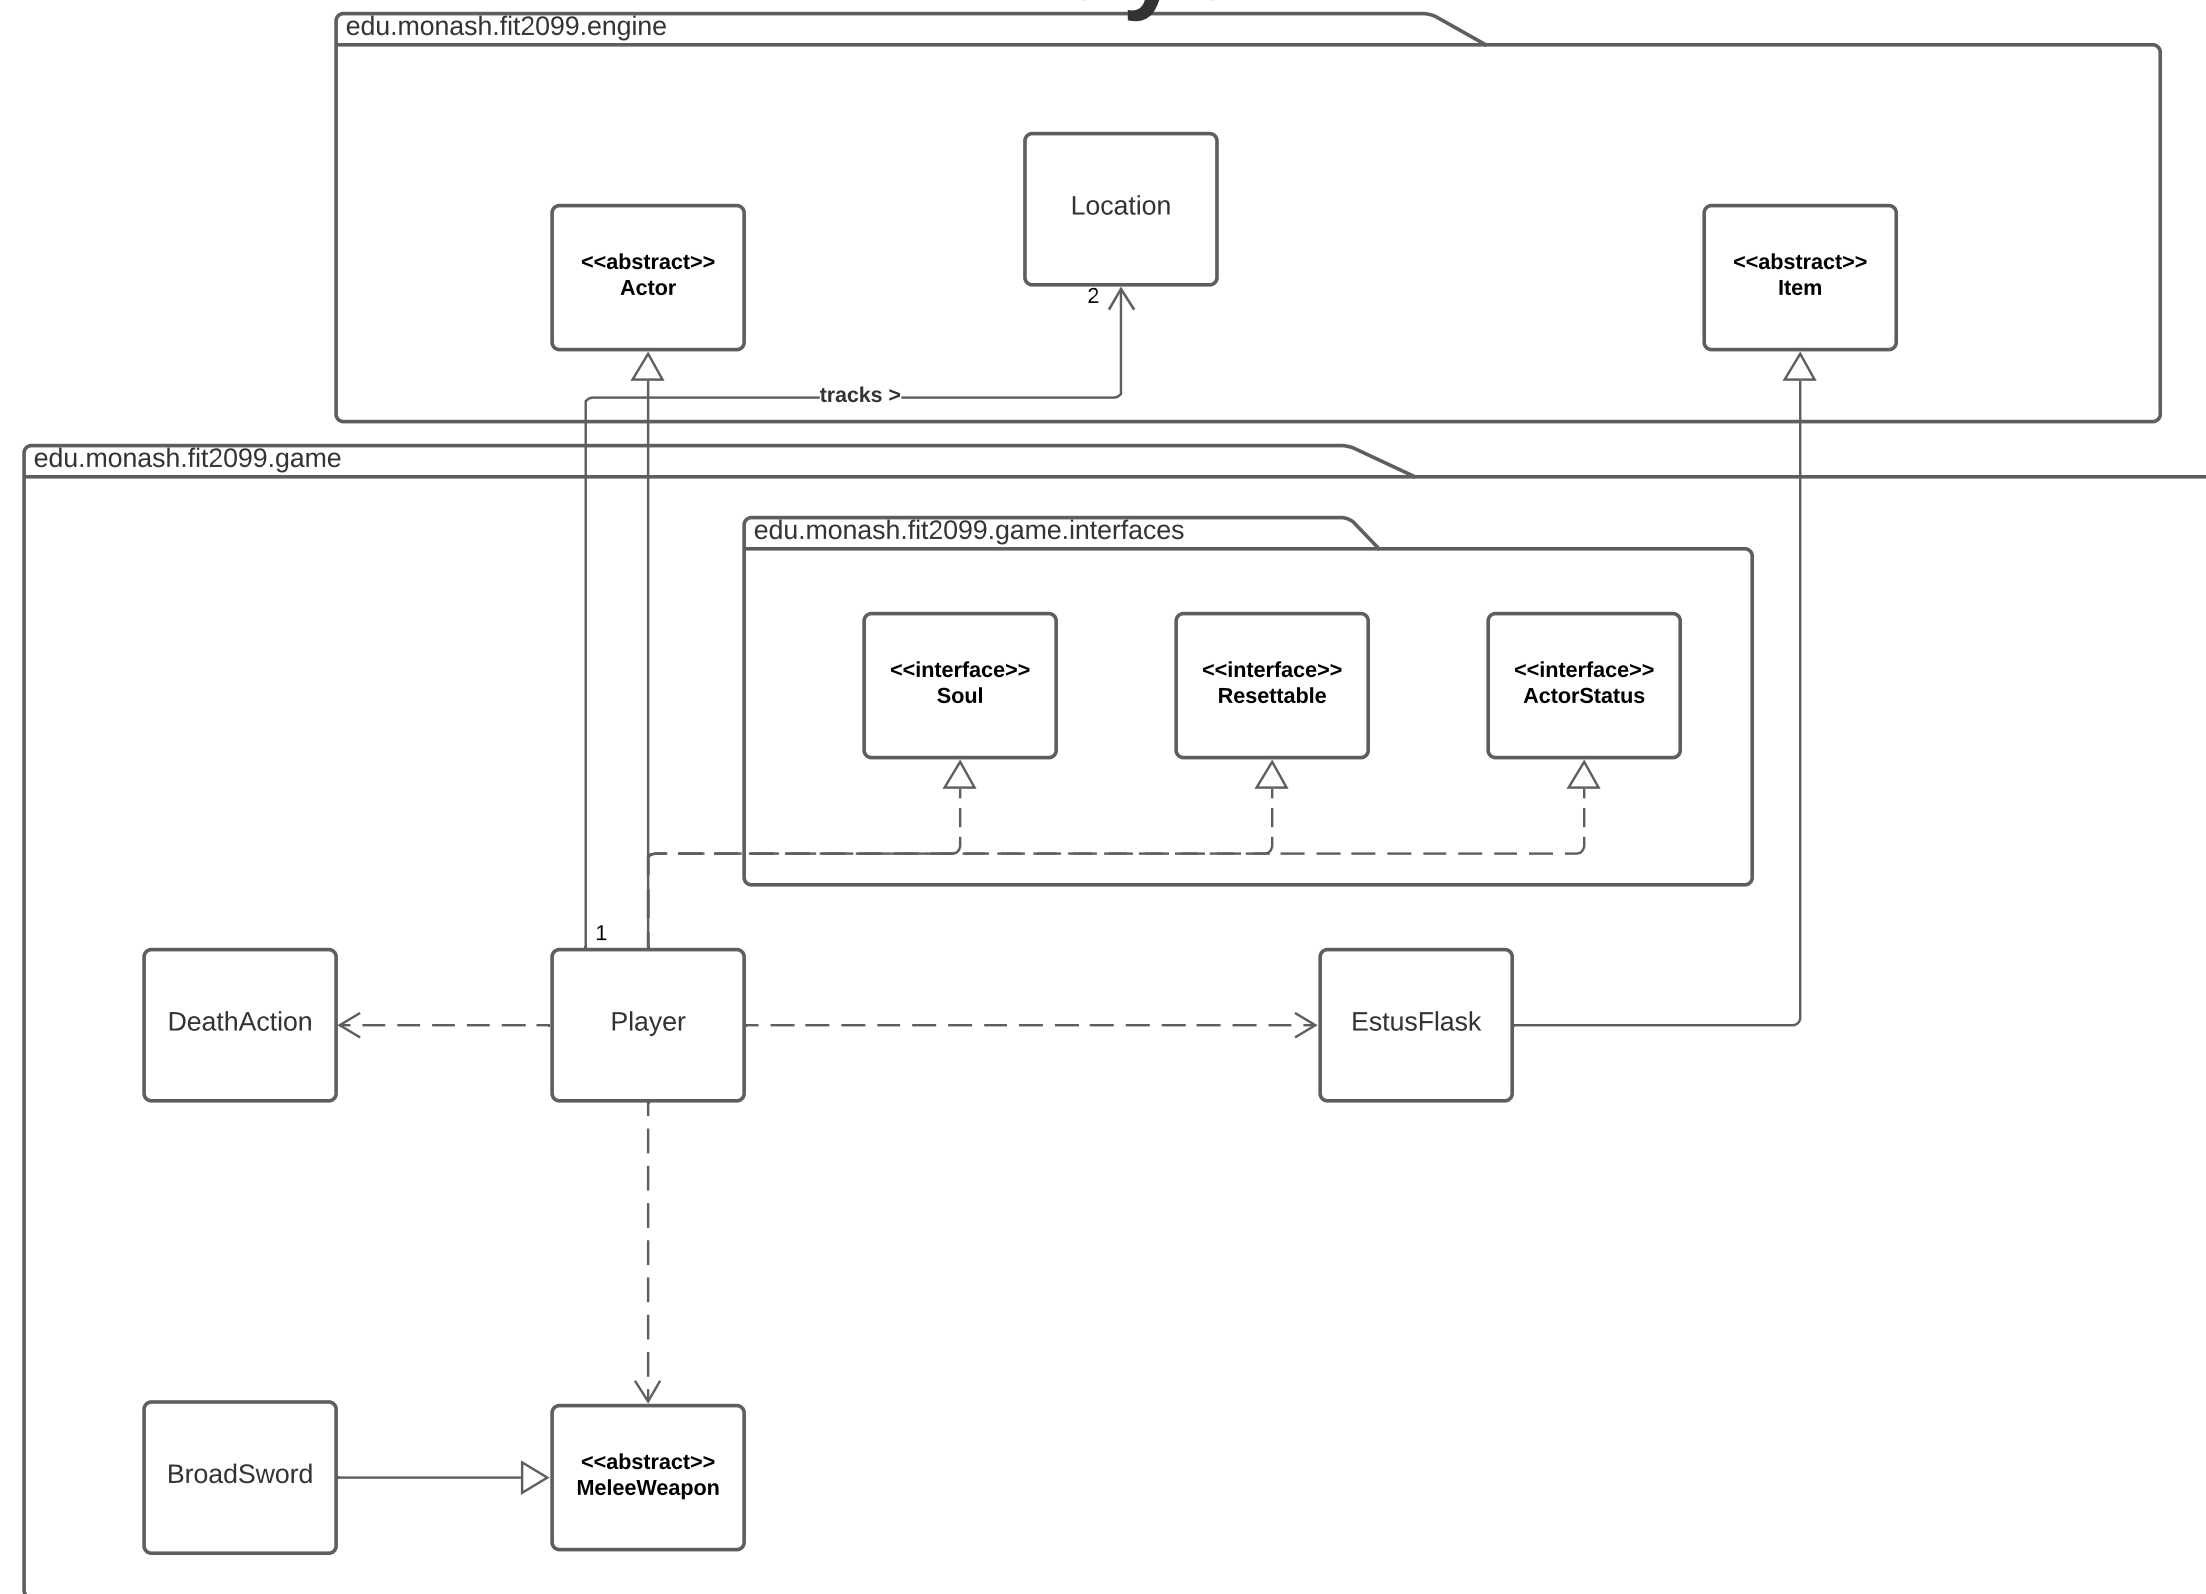 edu.monash.fit2099.engine
Location
<<abstract>>
Actor
<<abstract>>
Item
2
tracks >
edu.monash.fit2099.game
edu.monash.fit2099.game.interfaces
<<interface>>
Soul
<<interface>>
Resettable
<<interface>>
ActorStatus
1
DeathAction
Player
EstusFlask
BroadSword
<<abstract>>
MeleeWeapon